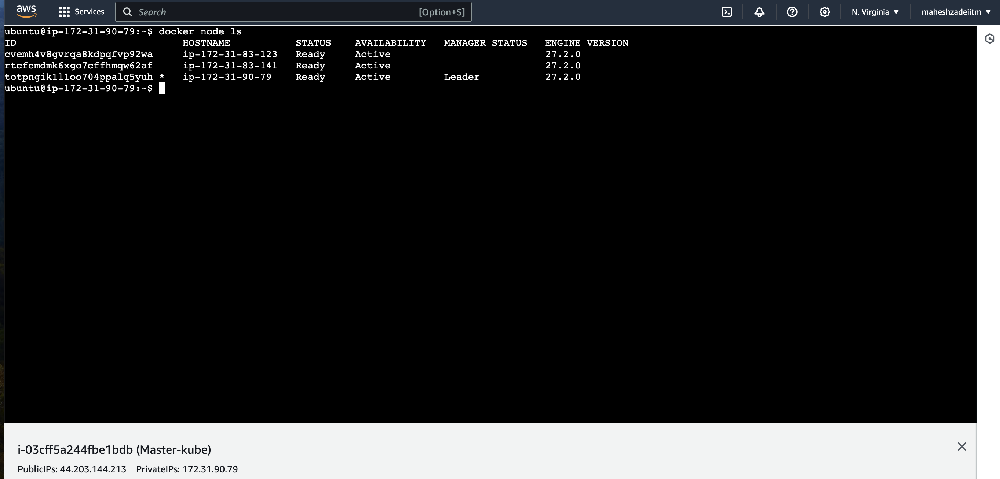 aws Services Search [Option+S] N. Virginia maheshzadeiitm
ubuntu@ip-172-31-90-79:~$ docker node ls
ID HOSTNAME STATUS AVAILABILITY MANAGER STATUS ENGINE VERSION
cvemh4v8gvrqa8kdpqfvp92wa ip-172-31-83-123 Ready Active 27.2.0
rtcfcmdmk6xgo7cffhmqw62af ip-172-31-83-141 Ready Active 27.2.0
totpngik1l1oo704ppalq5yuh * ip-172-31-90-79 Ready Active Leader 27.2.0
ubuntu@ip-172-31-90-79:~$
i-03cff5a244fbe1bdb (Master-kube)
PublicIPs: 44.203.144.213 PrivateIPs: 172.31.90.79